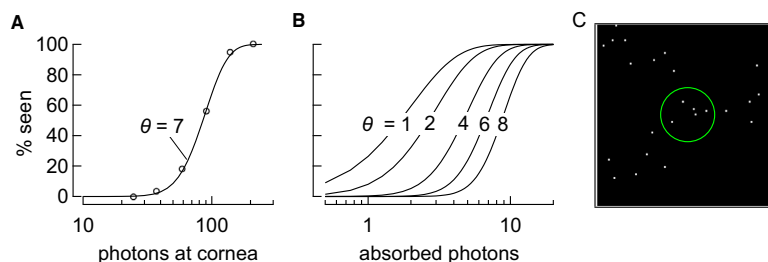 A
% seen
100
80
60
40
20
0
θ = 7
10
100
photons at cornea
B
θ = 1 2 4 6 8
1
10
absorbed photons
C